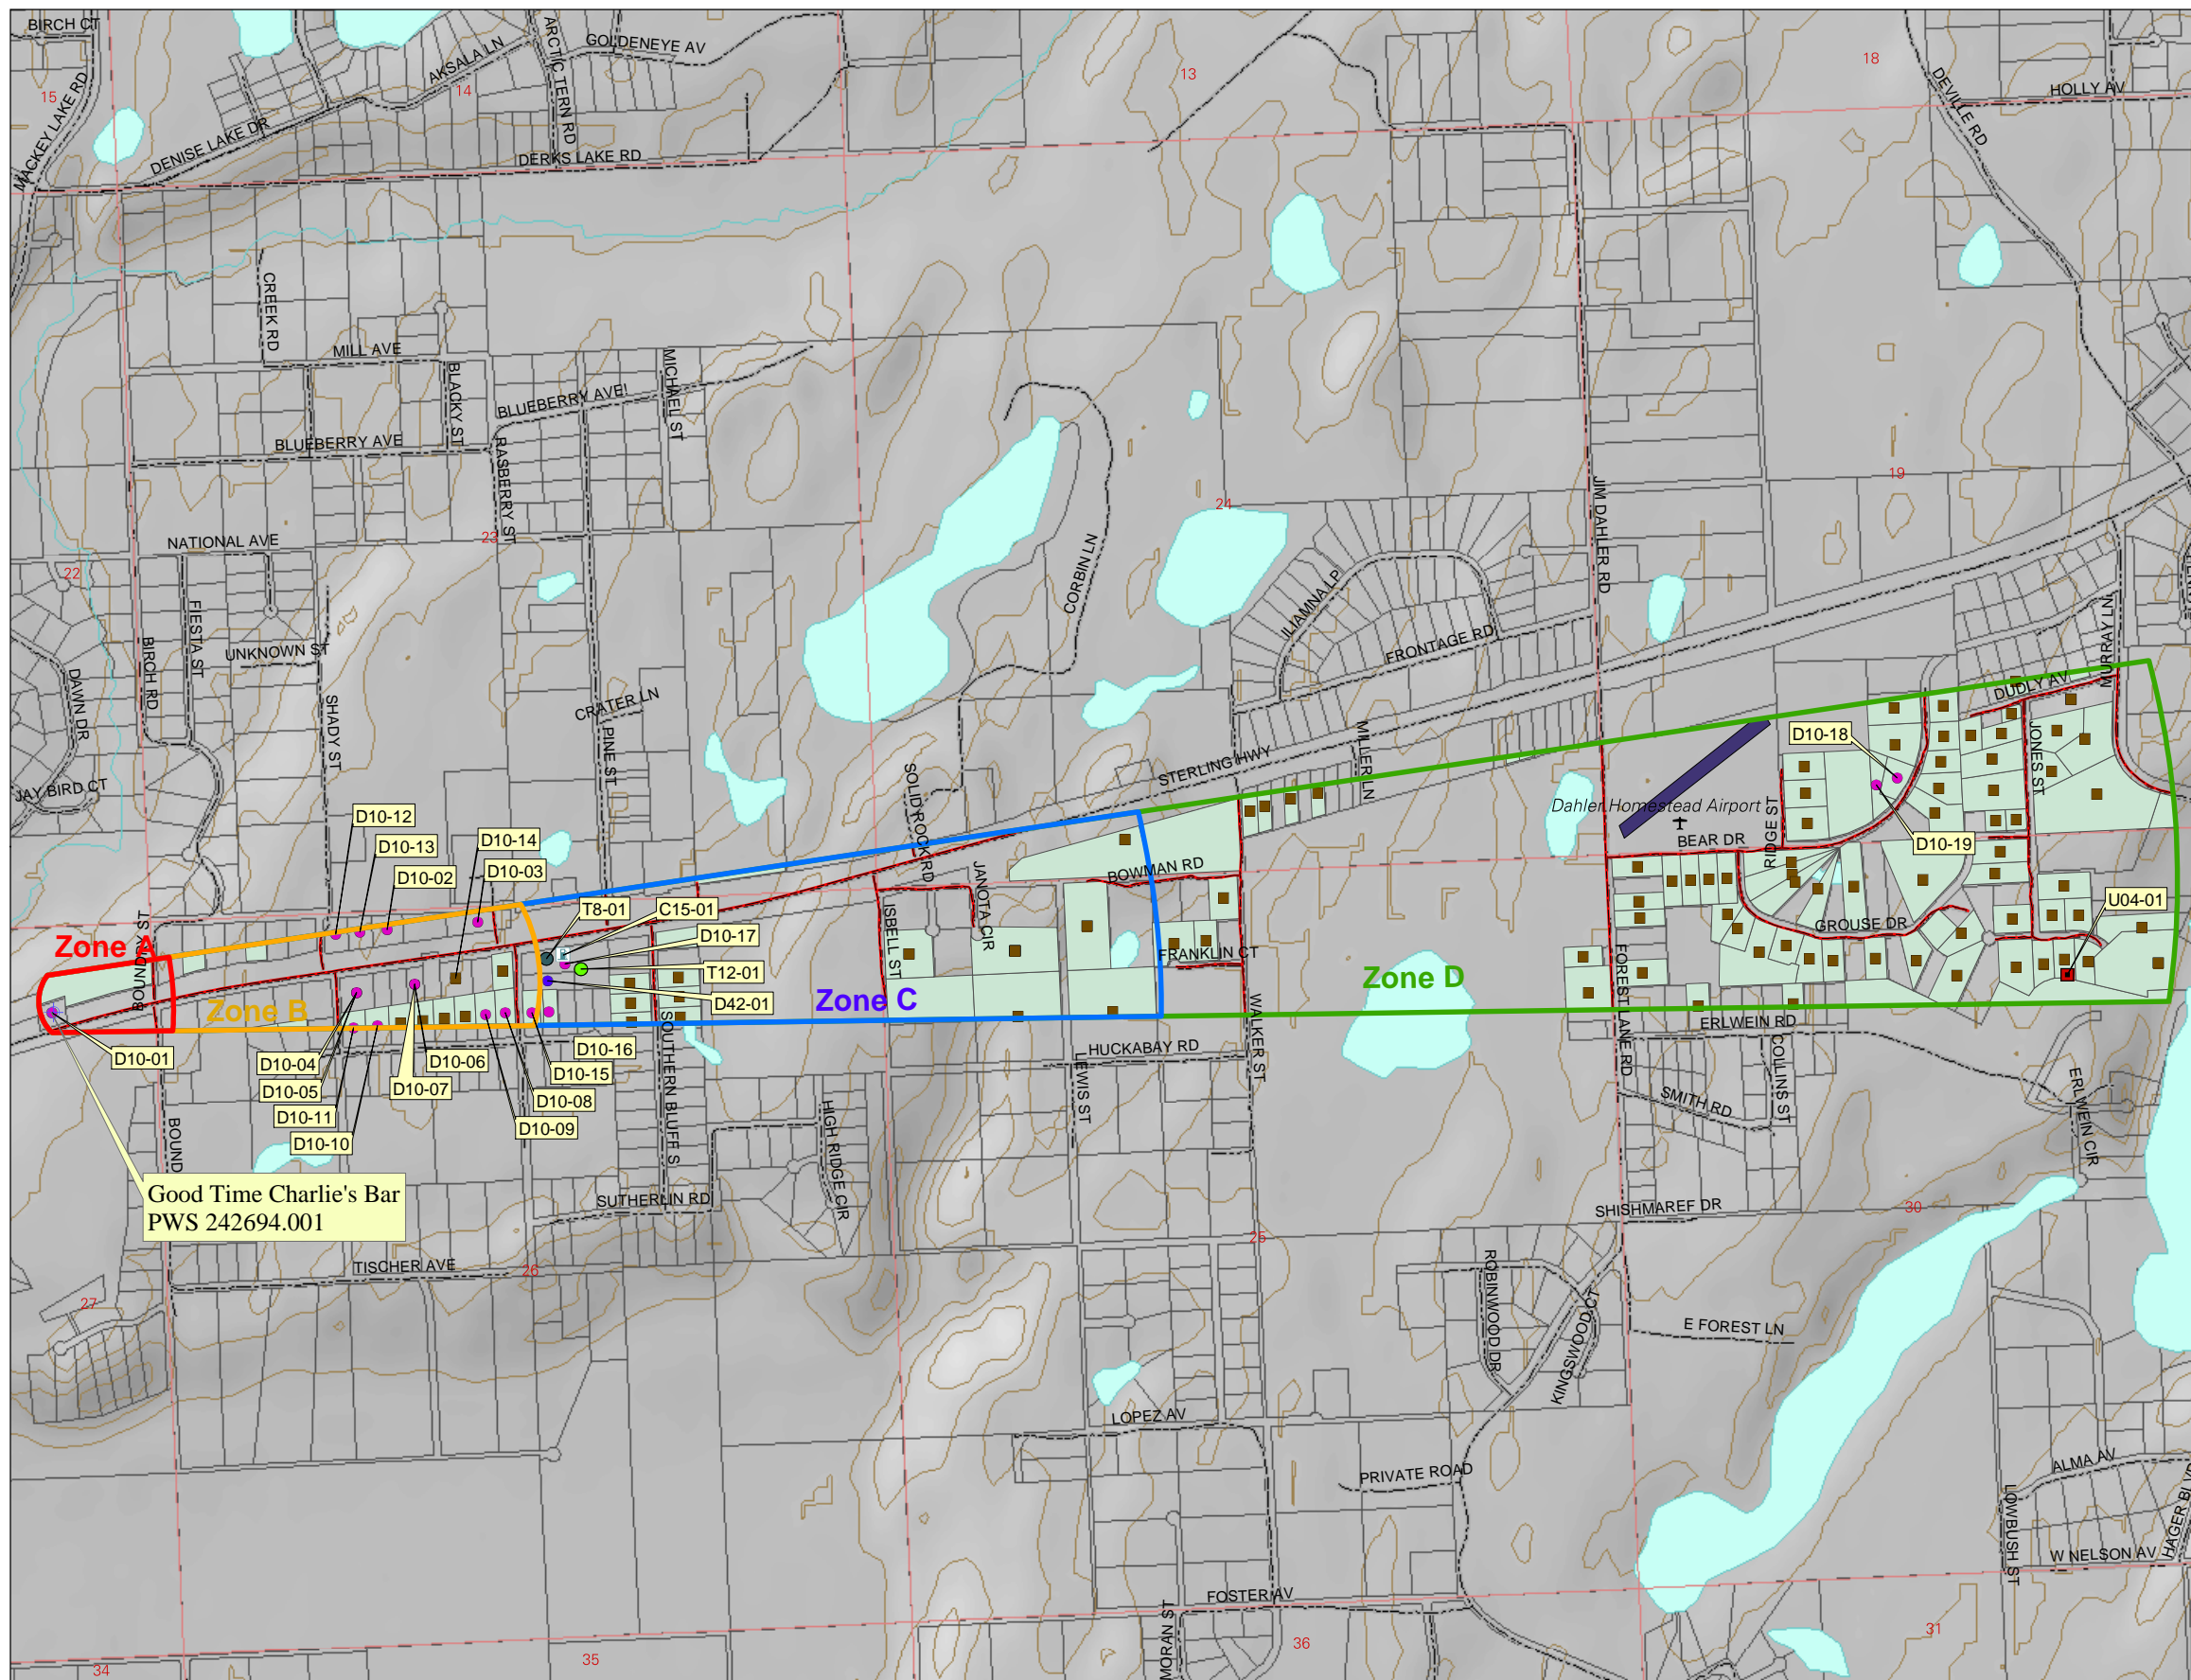 BIRCH CT
MACKEY LAKE RD
15
DENISE LAKE DR
AKSALA LN
14
ARCTIC TERN RD
GOLDENEYE AV
DERKS LAKE RD
13
18
DEVILLE RD
HOLLY AV
CREEK RD
MILL AVE
BLACKY ST
BLUEBERRY AVE
BLUEBERRY AVE
MICHAEL ST
RASBERRY ST
23
24
19
NATIONAL AVE
22
FIESTA ST
BIRCH RD
UNKNOWN ST
DAWN DR
JAY BIRD CT
SHADY ST
CRATER LN
PINE ST
CORBIN LN
ILIAMNA LP
FRONTAGE RD
JIM DAHLER RD
STERLING HWY
MILLER LN
SOLID ROCK RD
MURRAY LN
DUDLY AV
JONES ST
D10-18
Dahler Homestead Airport
RIDGE ST
BEAR DR
D10-19
GROUSE DR
U04-01
D10-12
D10-13
D10-02
D10-14
D10-03
T8-01
C15-01
D10-17
T12-01
D42-01
Zone A
Zone B
Zone C
Zone D
BOUNDARY S
ISBELL ST
JANOTA CIR
BOWMAN RD
FRANKLIN CT
WALKER ST
FOREST LANE RD
ERLWEIN RD
COLLINS ST
SMITH RD
ERLWEIN CIR
D10-01
D10-04
D10-05
D10-11
D10-10
D10-07
D10-06
D10-16
D10-15
D10-08
D10-09
BOUND
Good Time Charlie's Bar
PWS 242694.001
SOUTHERN BLUFF S
HIGH RIDGE CIR
SUTHERLIN RD
HUCKABAY RD
LEWIS ST
TISCHER AVE
26
27
25
30
SHISHMAREF DR
ROBINWOOD DR
KINGSWOOD CT
E FOREST LN
LOPEZ AV
PRIVATE ROAD
ALMA AV
LOWBUSH ST
HAGER BL
W NELSON AV
FOSTER AV
MORAN ST
34
35
36
31